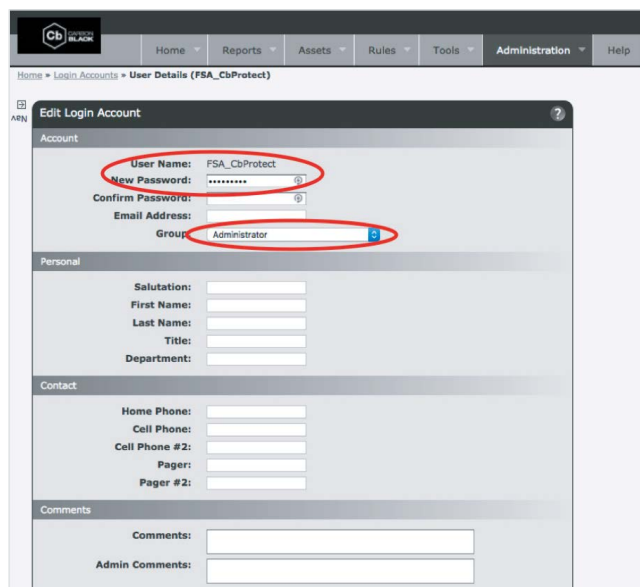 Cb CARBON BLACK
Home Reports Assets Rules Tools Administration Help
Home » Login Accounts » User Details (FSA_CbProtect)
Nav
Edit Login Account ?
Account
User Name: FSA_CbProtect
New Password: •••••••••
Confirm Password:
Email Address:
Group: Administrator
Personal
Salutation:
First Name:
Last Name:
Title:
Department:
Contact
Home Phone:
Cell Phone:
Cell Phone #2:
Pager:
Pager #2:
Comments
Comments:
Admin Comments: